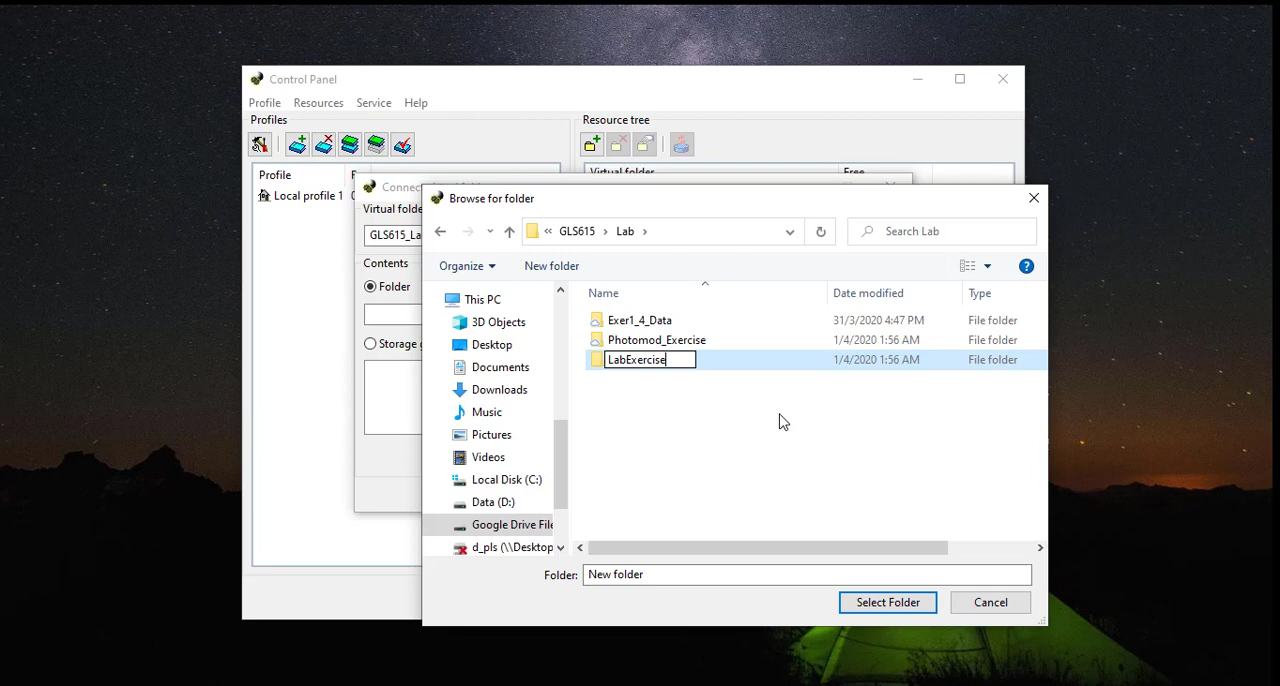 Control Panel
Profile Resources Service Help
Profiles
Resource tree
Profile
Virtual folder Free
Local profile 1
Browse for folder
Virtual folde
GLS615 Lab
Search Lab
GLS615_La
Contents
Organize New folder
Folder
Name Date modified Type
This PC
3D Objects
Desktop
Documents
Downloads
Music
Pictures
Videos
Local Disk (C:)
Data (D:)
Google Drive File
d_pls (\\Desktop
Exer1_4_Data 31/3/2020 4:47 PM File folder
Photomod_Exercise 1/4/2020 1:56 AM File folder
LabExercise 1/4/2020 1:56 AM File folder
Storage
Folder: New folder
Select Folder Cancel